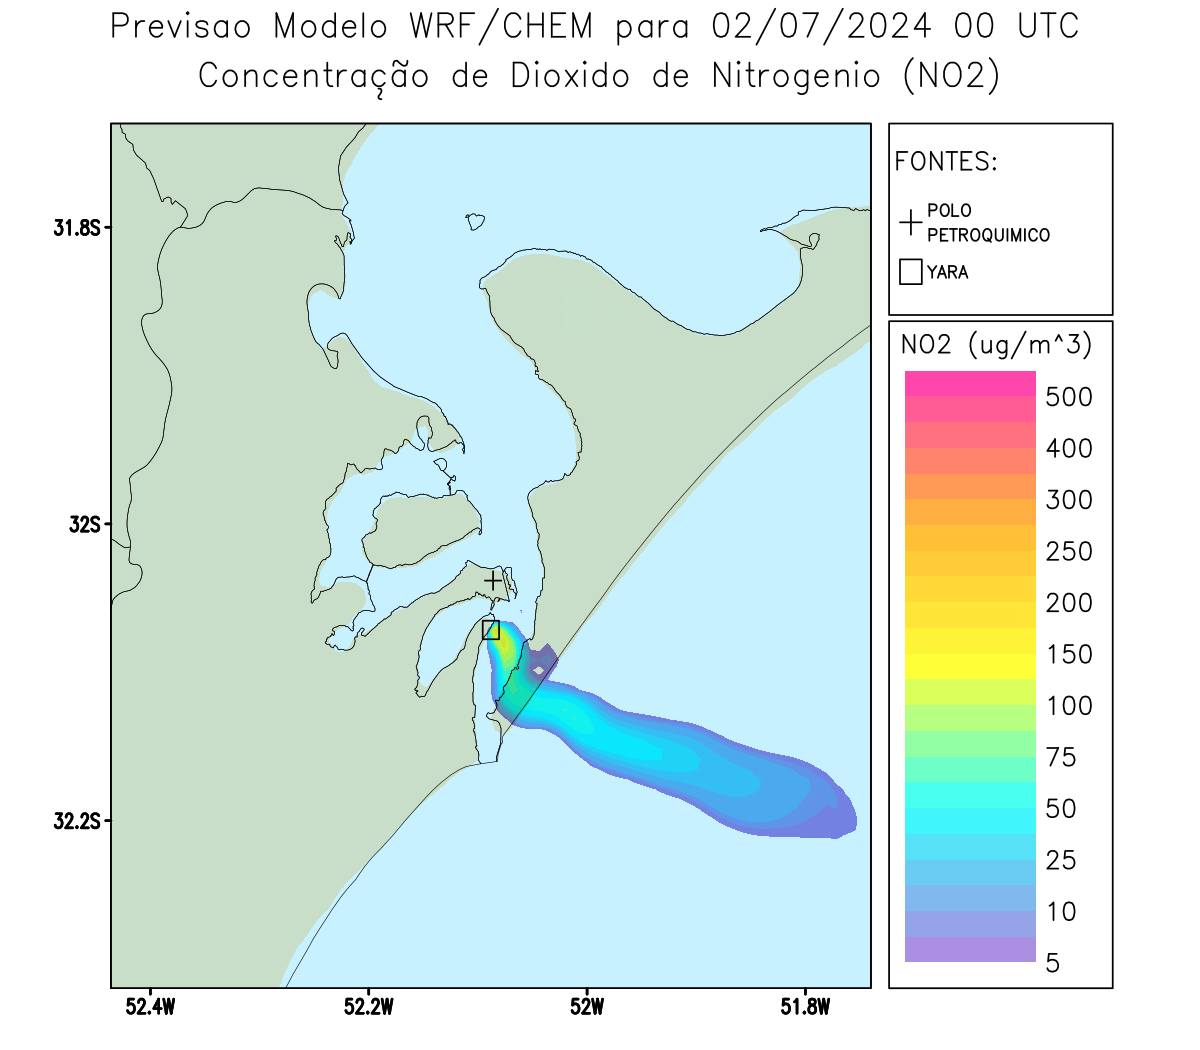 Previsao Modelo WRF/CHEM para 02/07/2024 00 UTC
Concentração de Dioxido de Nitrogenio (NO2)
FONTES:
POLO
PETROQUIMICO
YARA
NO2 (ug/m^3)
500
400
300
250
200
150
100
75
50
25
10
5
31.8S
32S
32.2S
52.4W
52.2W
52W
51.8W